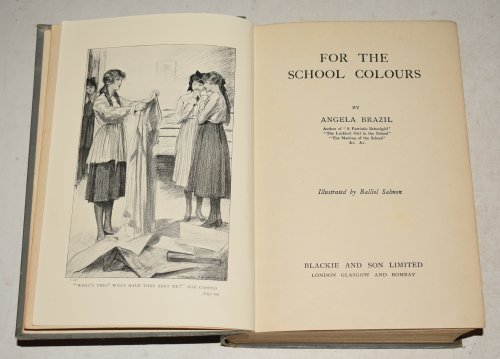 "WHAT'S THIS? WHAT HAVE THEY SENT ME?" SHE GASPED
FOR THE
SCHOOL COLOURS
BY
ANGELA BRAZIL
Author of "A Patriotic Schoolgirl"
"The Luckiest Girl in the School"
"The Madcap of the School"
&c. &c.
Illustrated by Balliol Salmon
BLACKIE AND SON LIMITED
LONDON GLASGOW AND BOMBAY